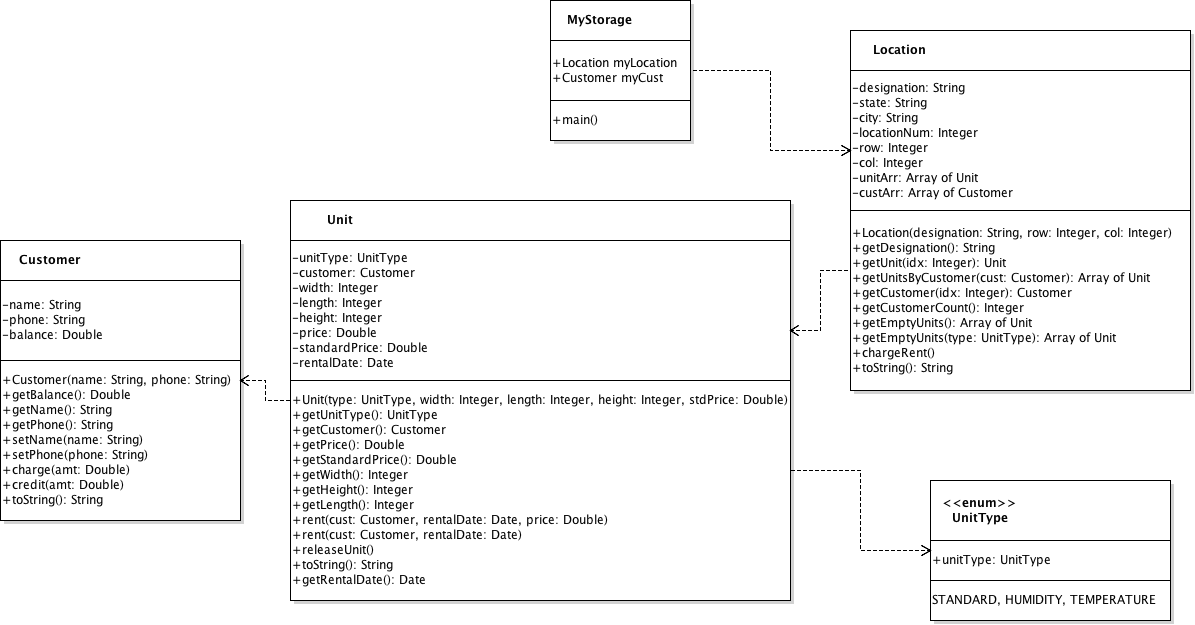 MyStorage
+Location myLocation
+Customer myCust
+main()
Location
-designation: String
-state: String
-city: String
-locationNum: Integer
-row: Integer
-col: Integer
-unitArr: Array of Unit
-custArr: Array of Customer
+Location(designation: String, row: Integer, col: Integer)
+getDesignation(): String
+getUnit(idx: Integer): Unit
+getUnitsByCustomer(cust: Customer): Array of Unit
+getCustomer(idx: Integer): Customer
+getCustomerCount(): Integer
+getEmptyUnits(): Array of Unit
+getEmptyUnits(type: UnitType): Array of Unit
+chargeRent()
+toString(): String
Unit
-unitType: UnitType
-customer: Customer
-width: Integer
-length: Integer
-height: Integer
-price: Double
-standardPrice: Double
-rentalDate: Date
+Unit(type: UnitType, width: Integer, length: Integer, height: Integer, stdPrice: Double)
+getUnitType(): UnitType
+getCustomer(): Customer
+getPrice(): Double
+getStandardPrice(): Double
+getWidth(): Integer
+getHeight(): Integer
+getLength(): Integer
+rent(cust: Customer, rentalDate: Date, price: Double)
+rent(cust: Customer, rentalDate: Date)
+releaseUnit()
+toString(): String
+getRentalDate(): Date
Customer
-name: String
-phone: String
-balance: Double
+Customer(name: String, phone: String)
+getBalance(): Double
+getName(): String
+getPhone(): String
+setName(name: String)
+setPhone(phone: String)
+charge(amt: Double)
+credit(amt: Double)
+toString(): String
<<enum>>
UnitType
+unitType: UnitType
STANDARD, HUMIDITY, TEMPERATURE